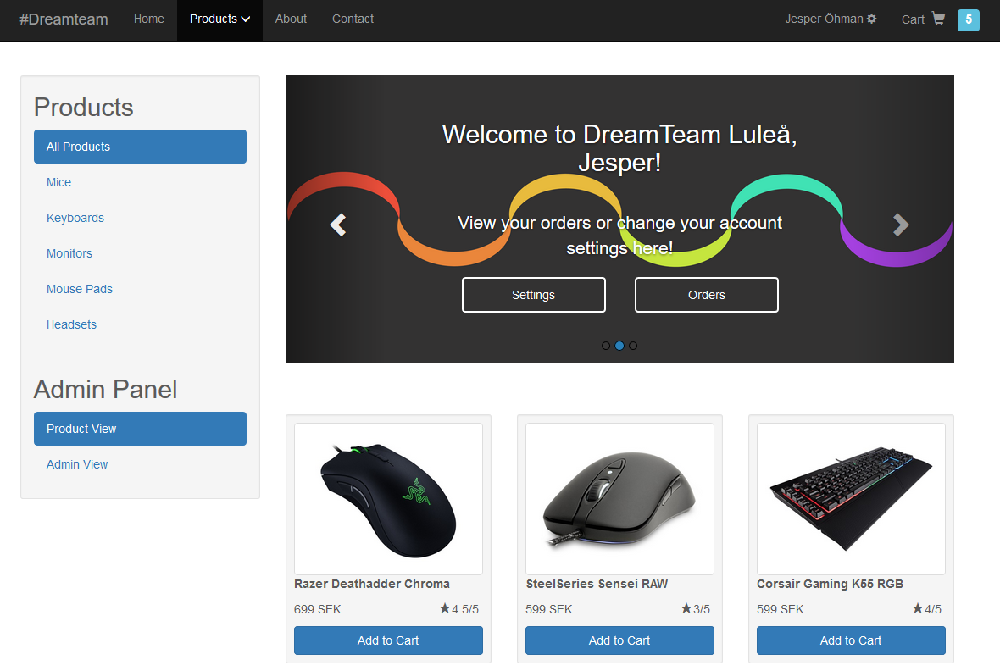 #Dreamteam Home Products About Contact Jesper Öhman Cart 5
Products
All Products
Mice
Keyboards
Monitors
Mouse Pads
Headsets
Admin Panel
Product View
Admin View
Welcome to DreamTeam Luleå,
Jesper!
View your orders or change your account
settings here!
Settings Orders
Razer Deathadder Chroma
699 SEK ★4.5/5
Add to Cart
SteelSeries Sensei RAW
599 SEK ★3/5
Add to Cart
Corsair Gaming K55 RGB
599 SEK ★4/5
Add to Cart